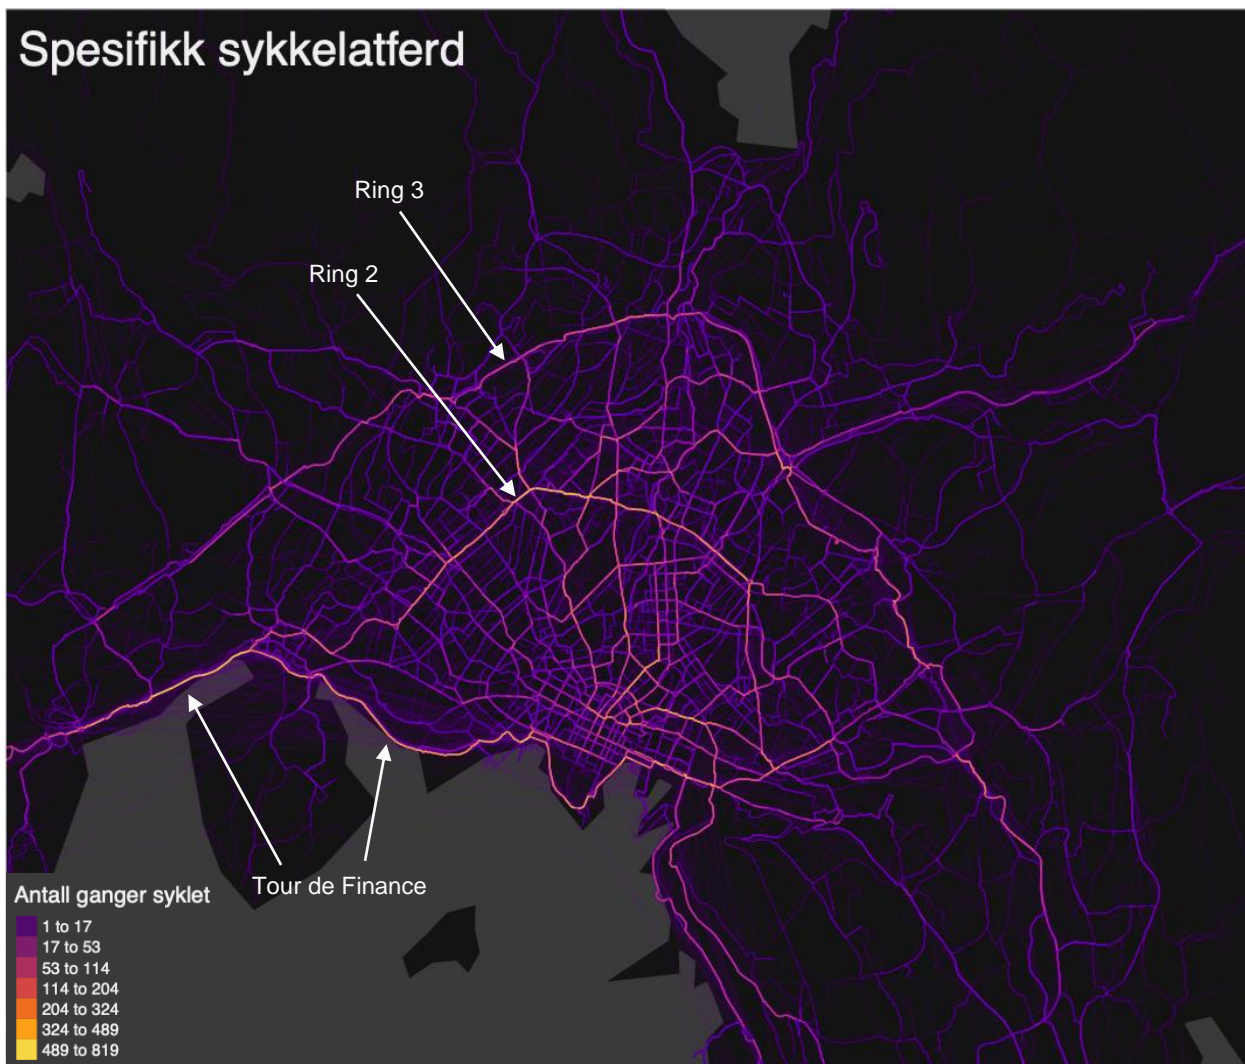 Spesifikk sykkelatferd
Ring 3
Ring 2
Tour de Finance
Antall ganger syklet
1 to 17
17 to 53
53 to 114
114 to 204
204 to 324
324 to 489
489 to 819